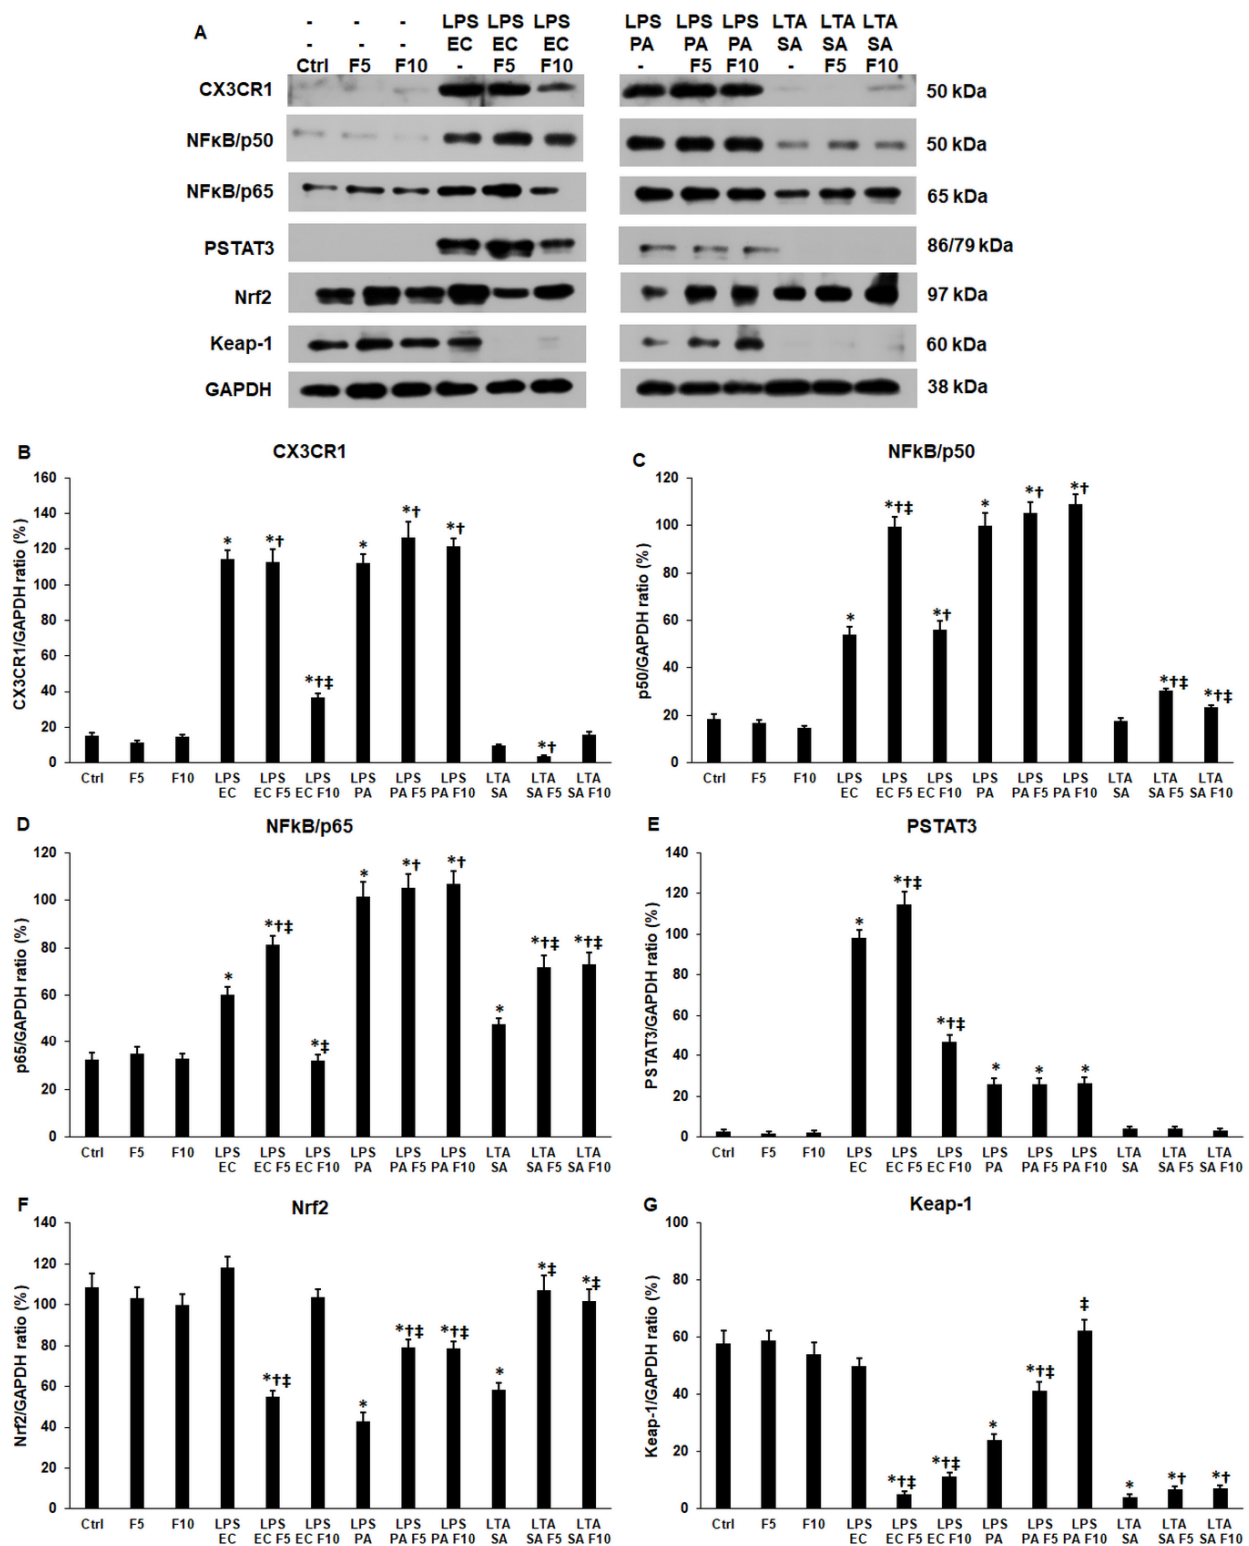 A
- - - LPS LPS LPS LPS LPS LPS LTA LTA LTA
- - - EC EC EC PA PA PA SA SA SA
Ctrl F5 F10 - F5 F10 - F5 F10 - F5 F10
CX3CR1 50 kDa
NFκB/p50 50 kDa
NFκB/p65 65 kDa
PSTAT3 86/79 kDa
Nrf2 97 kDa
Keap-1 60 kDa
GAPDH 38 kDa
B CX3CR1
CX3CR1/GAPDH ratio (%)
160
140
120
100
80
60
40
20
0
* *† *†‡ * *† *† *†
Ctrl F5 F10 LPS LPS LPS LPS LPS LPS LTA LTA LTA
EC EC F5 EC F10 PA PA F5 PA F10 SA SA F5 SA F10
C NFkB/p50
p50/GAPDH ratio (%)
120
100
80
60
40
20
0
* *†‡ *† * *† *† *†‡ *†‡
Ctrl F5 F10 LPS LPS LPS LPS LPS LPS LTA LTA LTA
EC EC F5 EC F10 PA PA F5 PA F10 SA SA F5 SA F10
D NFkB/p65
p65/GAPDH ratio (%)
120
100
80
60
40
20
0
* *†‡ *‡ * *† *† * *†‡ *†‡
Ctrl F5 F10 LPS LPS LPS LPS LPS LPS LTA LTA LTA
EC EC F5 EC F10 PA PA F5 PA F10 SA SA F5 SA F10
E PSTAT3
PSTAT3/GAPDH ratio (%)
140
120
100
80
60
40
20
0
* *†‡ *†‡ * * *
Ctrl F5 F10 LPS LPS LPS LPS LPS LPS LTA LTA LTA
EC EC F5 EC F10 PA PA F5 PA F10 SA SA F5 SA F10
F Nrf2
Nrf2/GAPDH ratio (%)
140
120
100
80
60
40
20
0
*†‡ * *†‡ *†‡ * *‡ *‡
Ctrl F5 F10 LPS LPS LPS LPS LPS LPS LTA LTA LTA
EC EC F5 EC F10 PA PA F5 PA F10 SA SA F5 SA F10
G Keap-1
Keap-1/GAPDH ratio (%)
100
80
60
40
20
0
*†‡ *†‡ * *†‡ ‡ * *† *†
Ctrl F5 F10 LPS LPS LPS LPS LPS LPS LTA LTA LTA
EC EC F5 EC F10 PA PA F5 PA F10 SA SA F5 SA F10